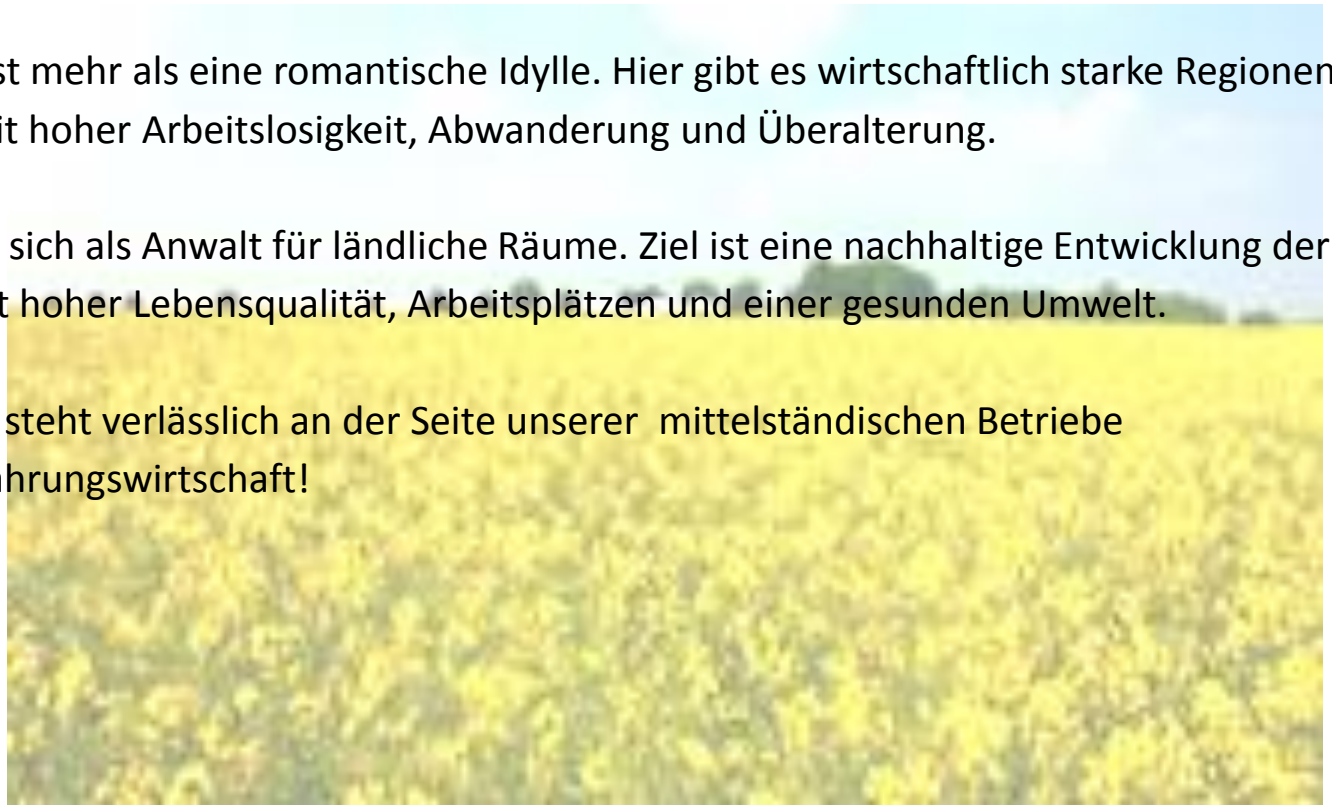 st mehr als eine romantische Idylle. Hier gibt es wirtschaftlich starke Regionen
it hoher Arbeitslosigkeit, Abwanderung und Überalterung.
sich als Anwalt für ländliche Räume. Ziel ist eine nachhaltige Entwicklung der
t hoher Lebensqualität, Arbeitsplätzen und einer gesunden Umwelt.
steht verlässlich an der Seite unserer mittelständischen Betriebe
hrungswirtschaft!